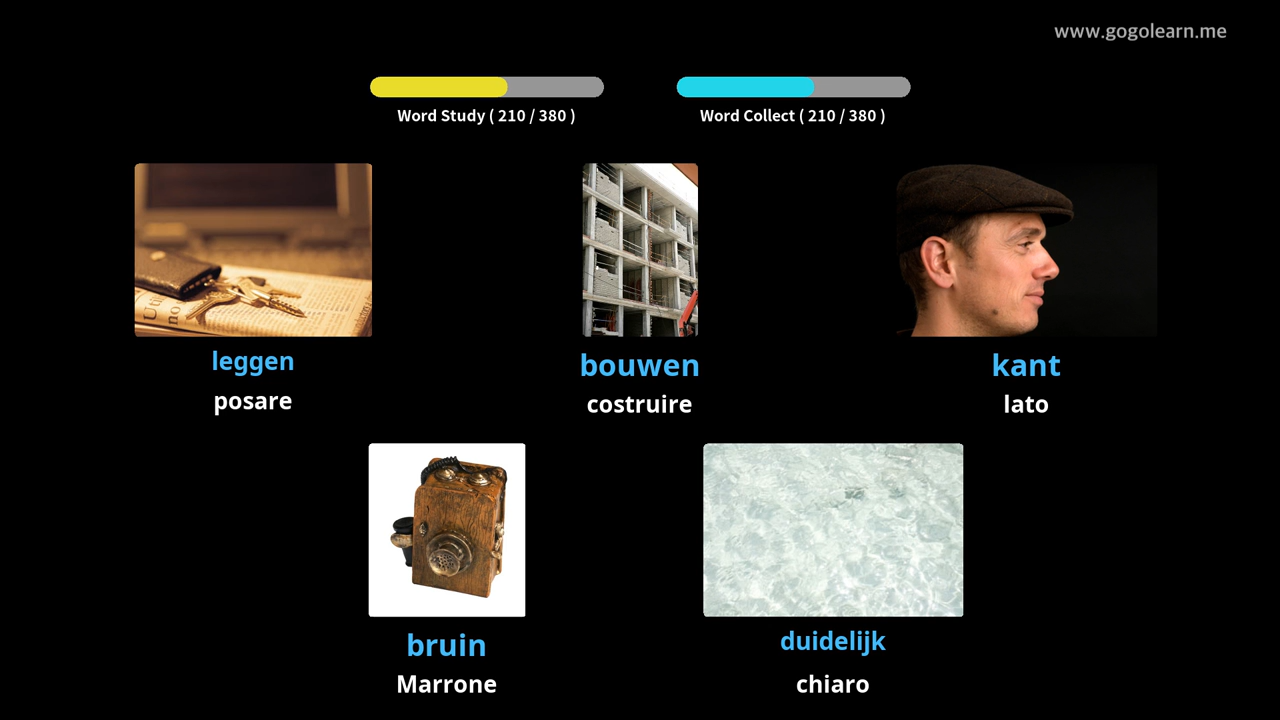 www.gogolearn.me
Word Study ( 210 / 380 )
Word Collect ( 210 / 380 )
leggen
posare
bouwen
costruire
kant
lato
bruin
Marrone
duidelijk
chiaro